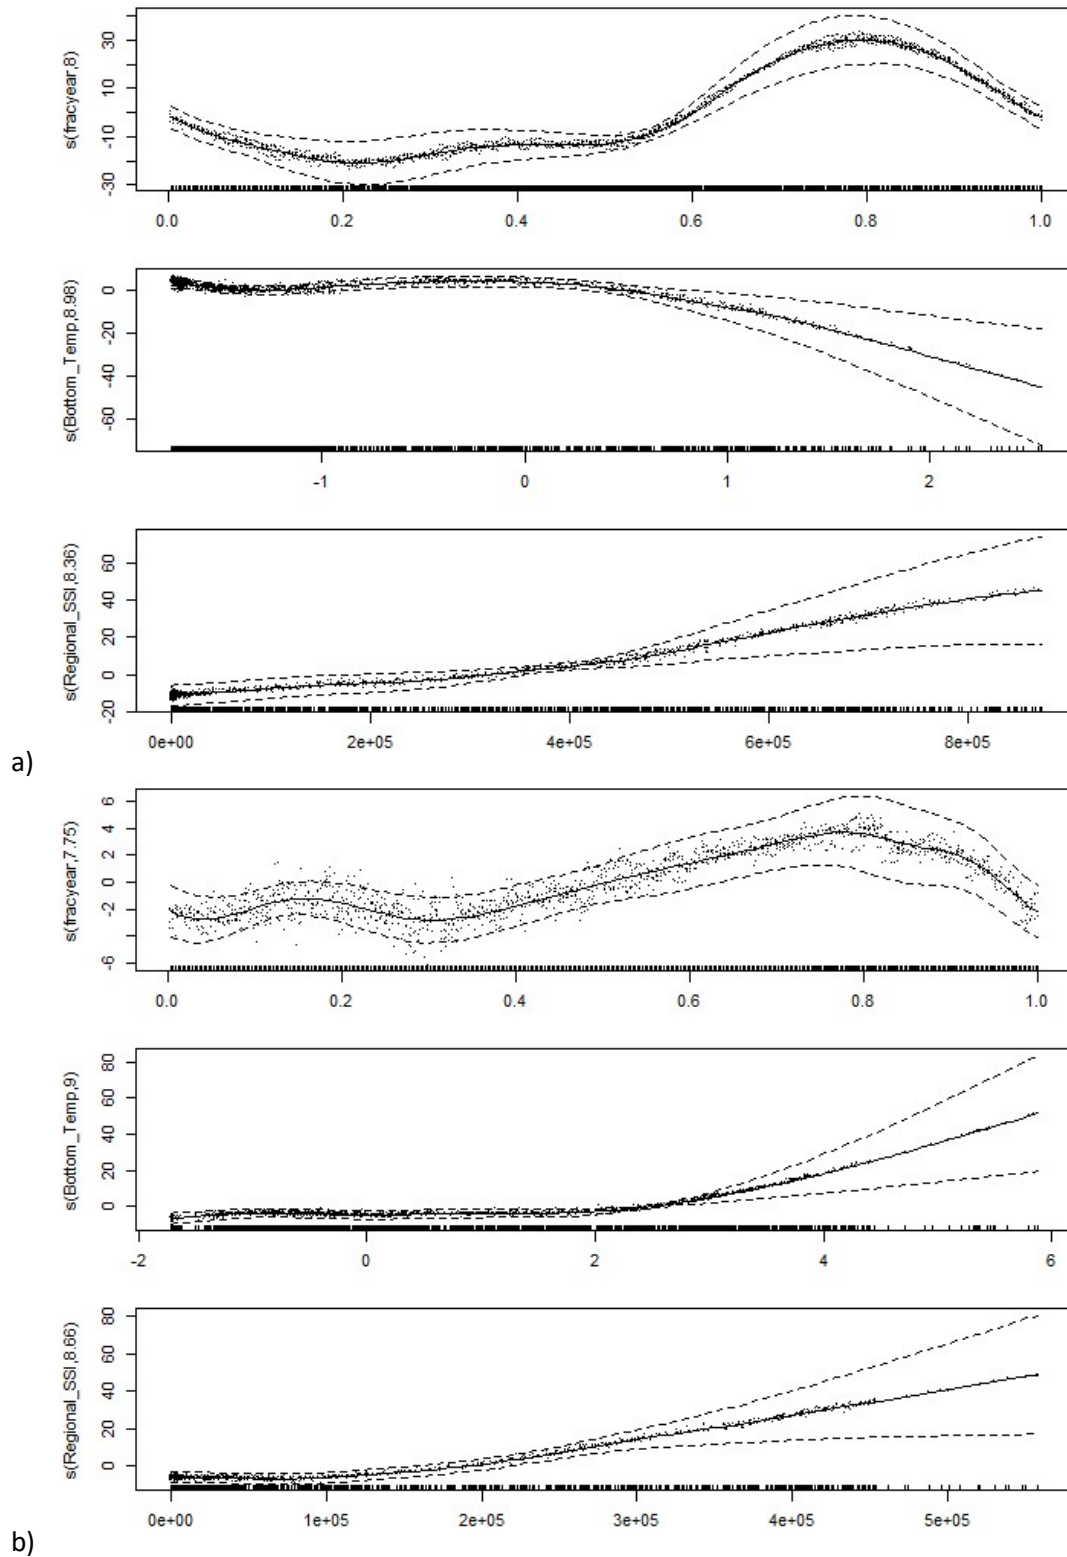 s(fracyear,8)
30
10
-10
-30
0.0 0.2 0.4 0.6 0.8 1.0
s(Bottom_Temp,8.98)
0
-20
-40
-60
-1 0 1 2
s(Regional_SSI,8.36)
60
40
20
0
-20
0e+00 2e+05 4e+05 6e+05 8e+05
a)
s(fracyear,7.75)
6
4
2
0
-2
-6
0.0 0.2 0.4 0.6 0.8 1.0
s(Bottom_Temp,9)
80
60
40
20
0
-2 0 2 4 6
s(Regional_SSI,8.66)
80
60
40
20
0
0e+00 1e+05 2e+05 3e+05 4e+05 5e+05
b)